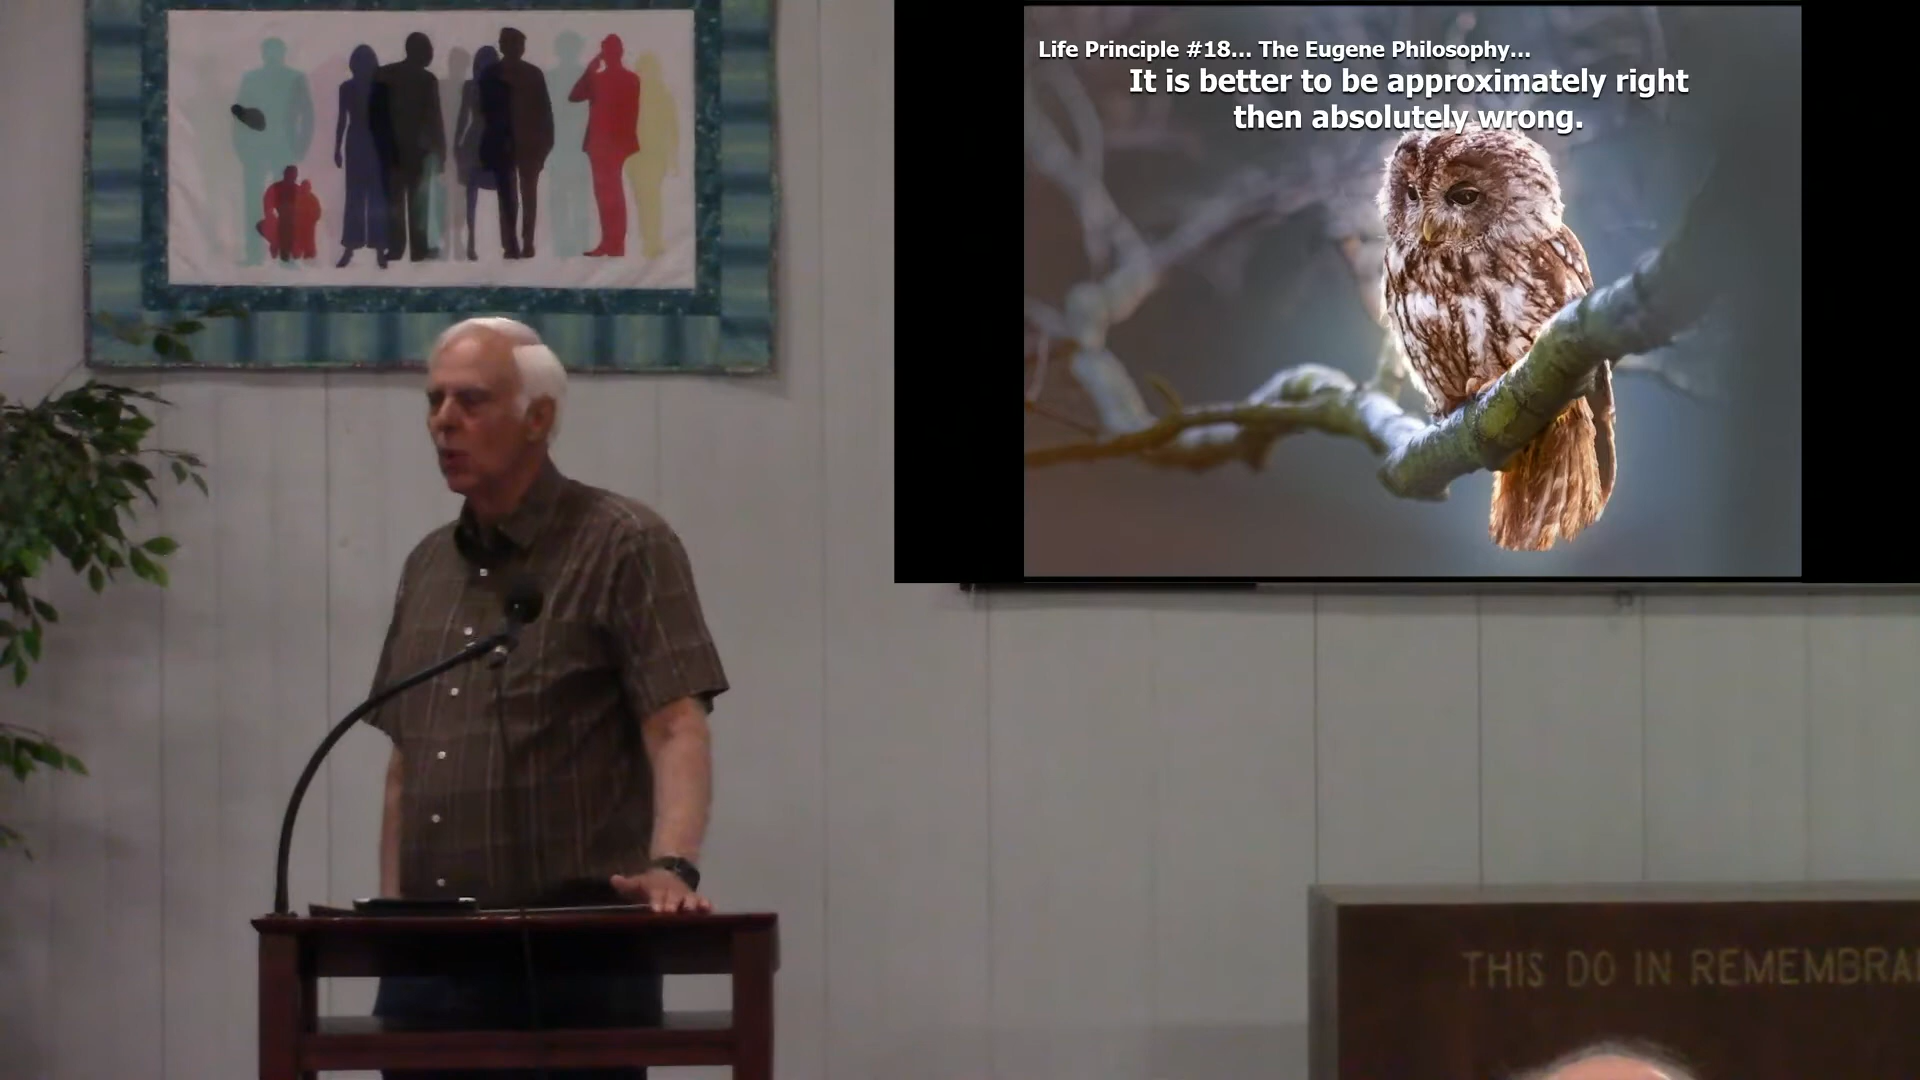 Life Principle #18... The Eugene Philosophy...
It is better to be approximately right
then absolutely wrong.
THIS DO IN